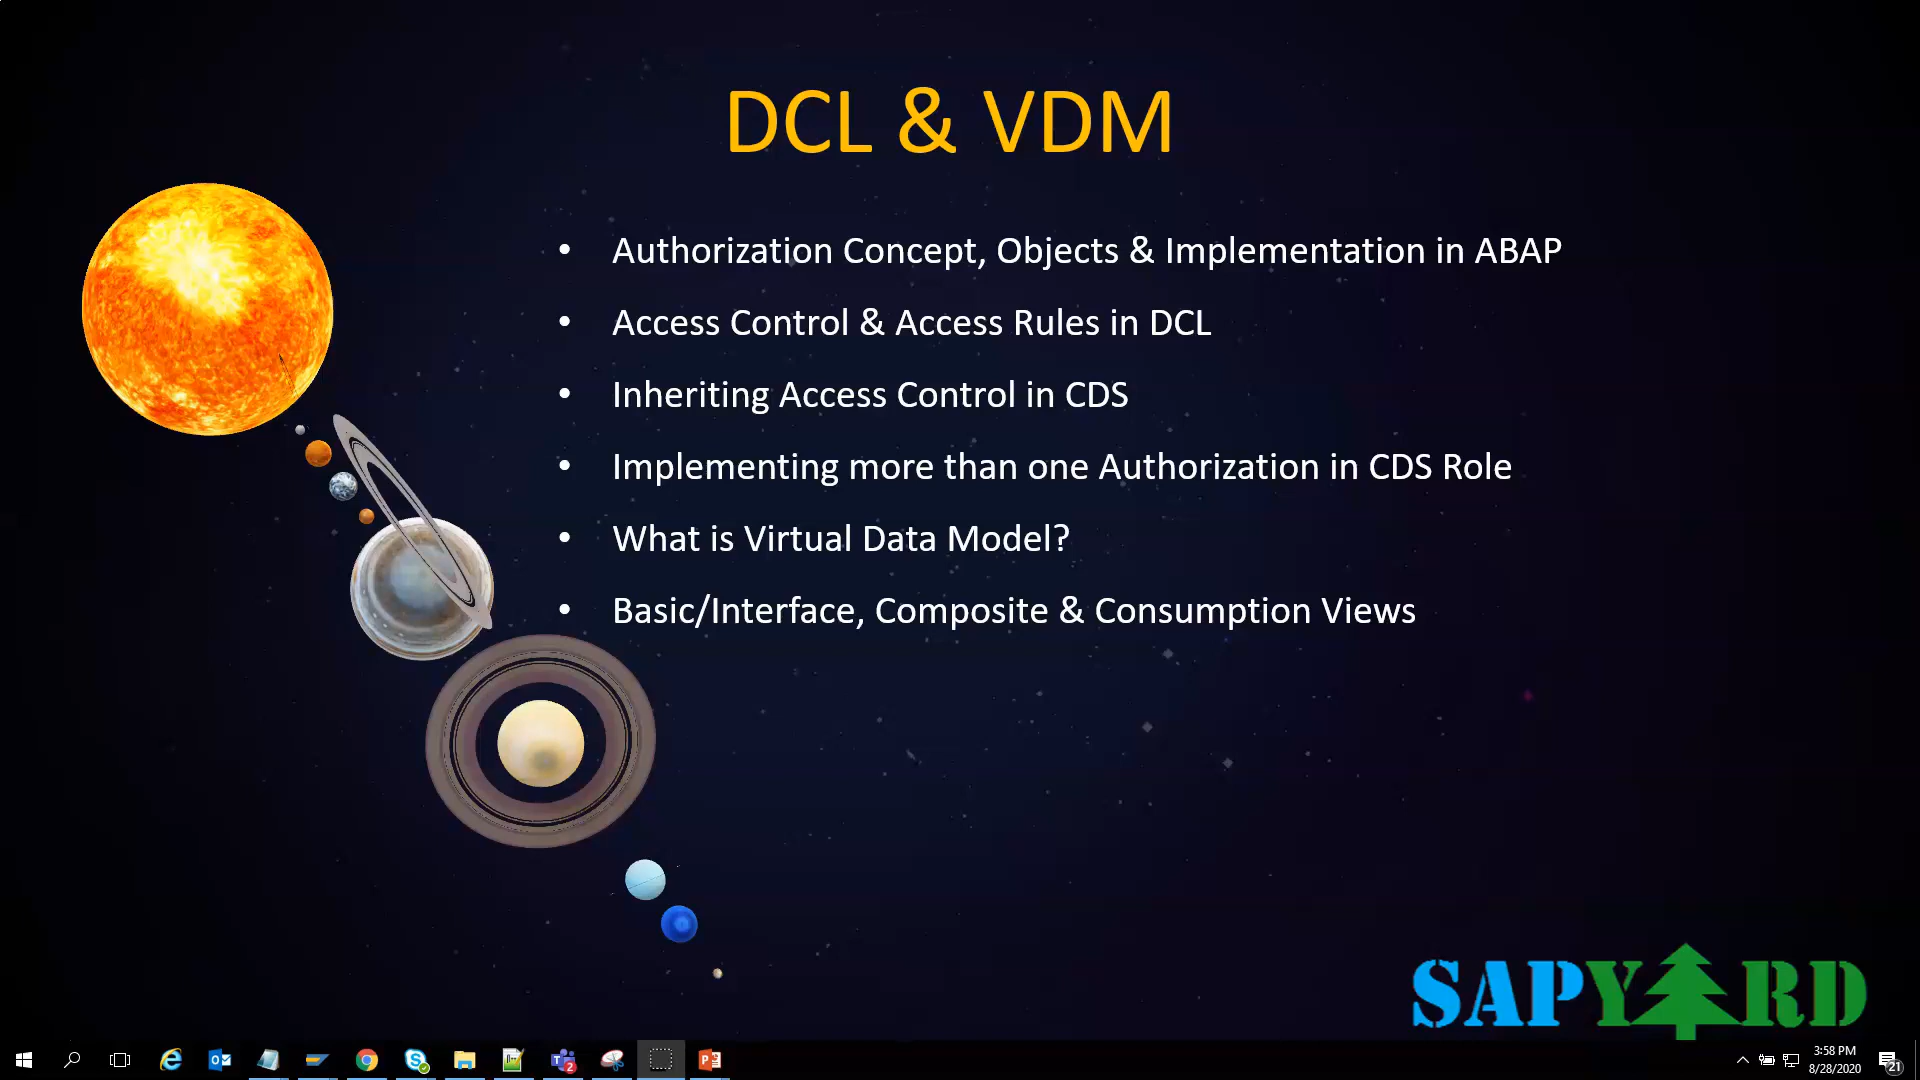 DCL & VDM
• Authorization Concept, Objects & Implementation in ABAP
• Access Control & Access Rules in DCL
• Inheriting Access Control in CDS
• Implementing more than one Authorization in CDS Role
• What is Virtual Data Model?
• Basic/Interface, Composite & Consumption Views
SAPYARD
3:58 PM
8/28/2020
2
21